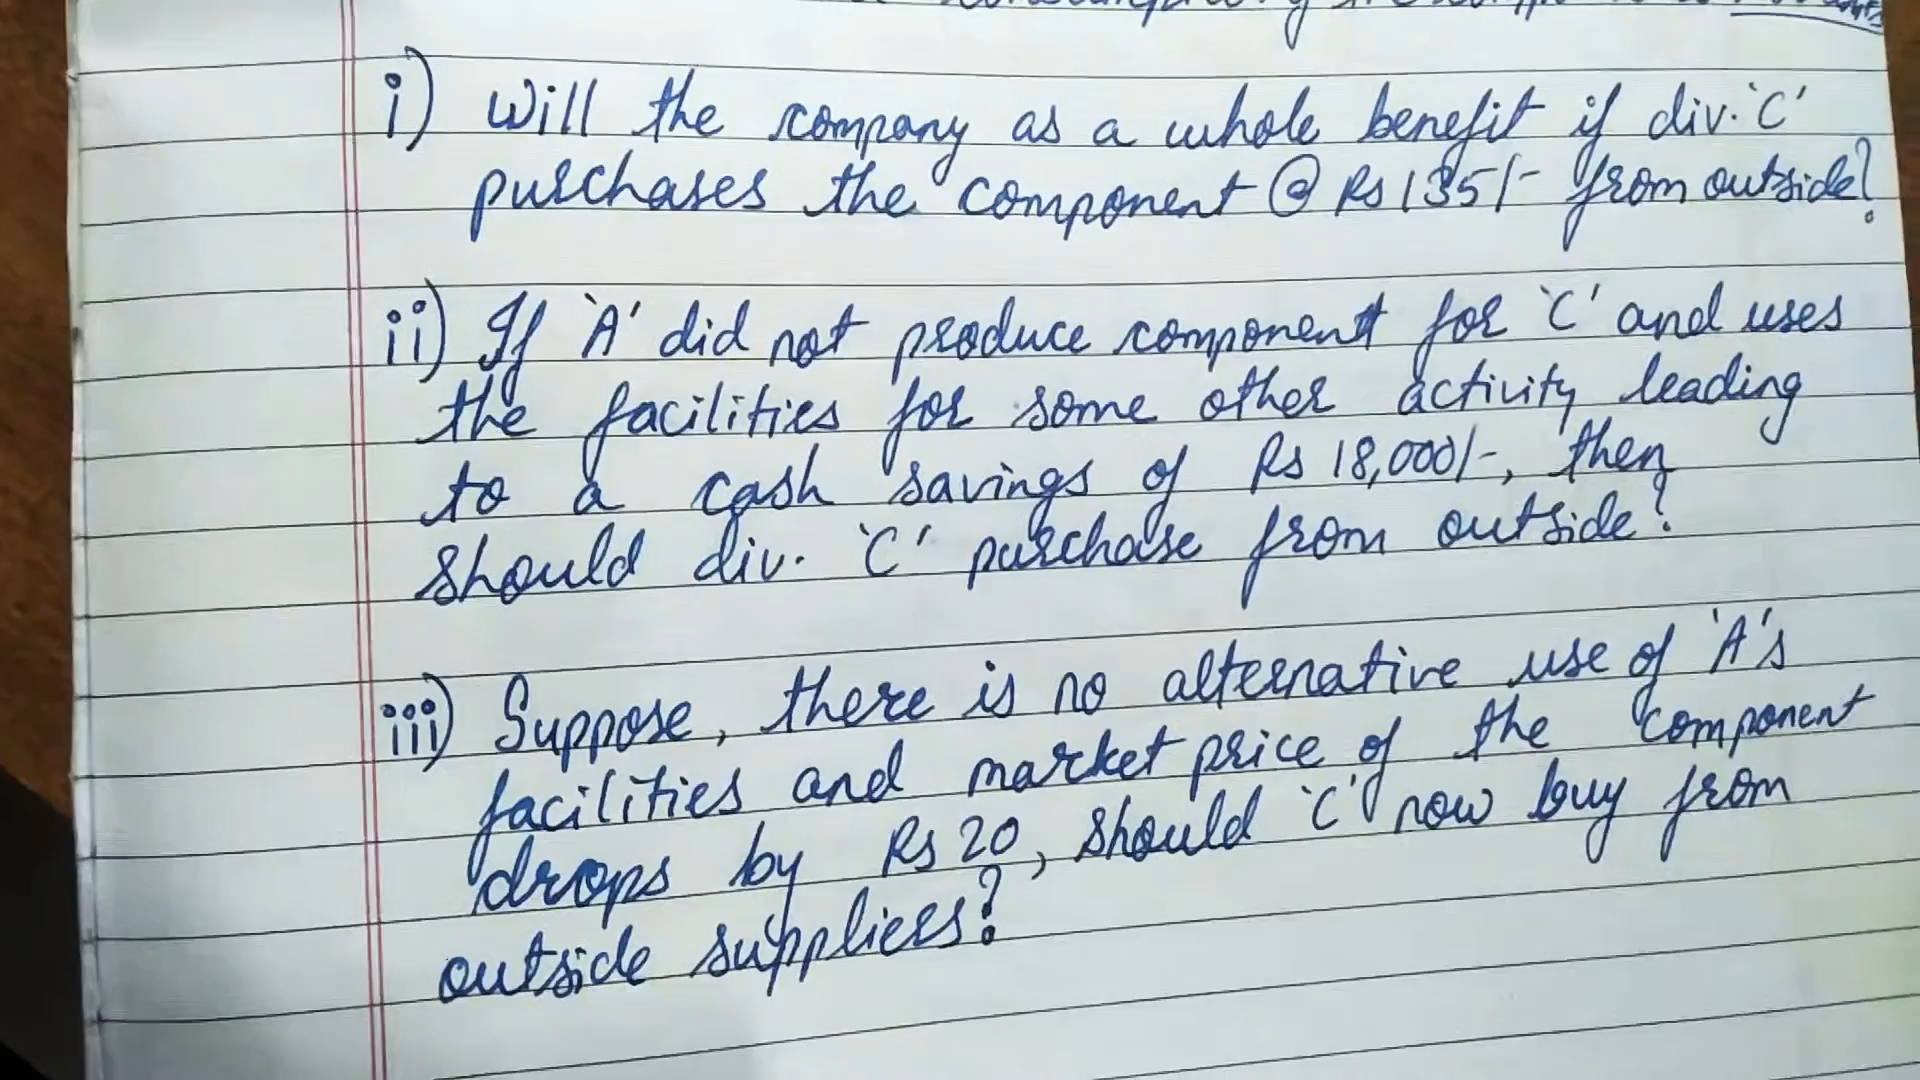 i) Will the company as a whole benefit if div. 'C'
purchases the component @ Rs 135/- from outside?
ii) If 'A' did not produce component for 'C' and uses
the facilities for some other activity leading
to a cash savings of Rs 18,000/-, then
should div. 'C' purchase from outside?
iii) Suppose, there is no alternative use of 'A's
facilities and market price of the component
drops by Rs 20, should 'C' now buy from
outside suppliers?